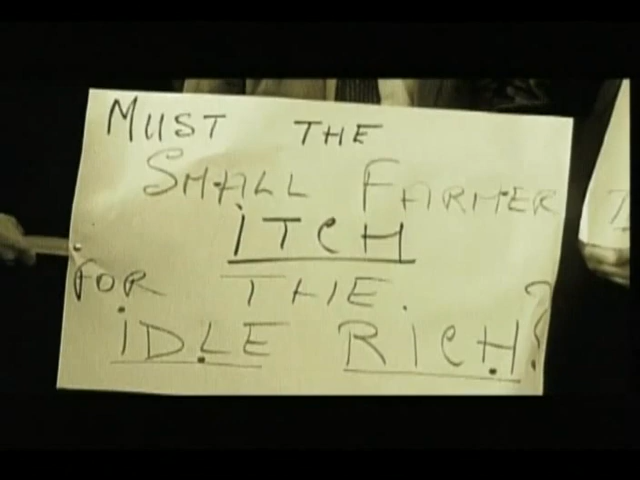 MUST THE
SMALL FARMER
iTCH
FOR THE
iDLE RiCH?